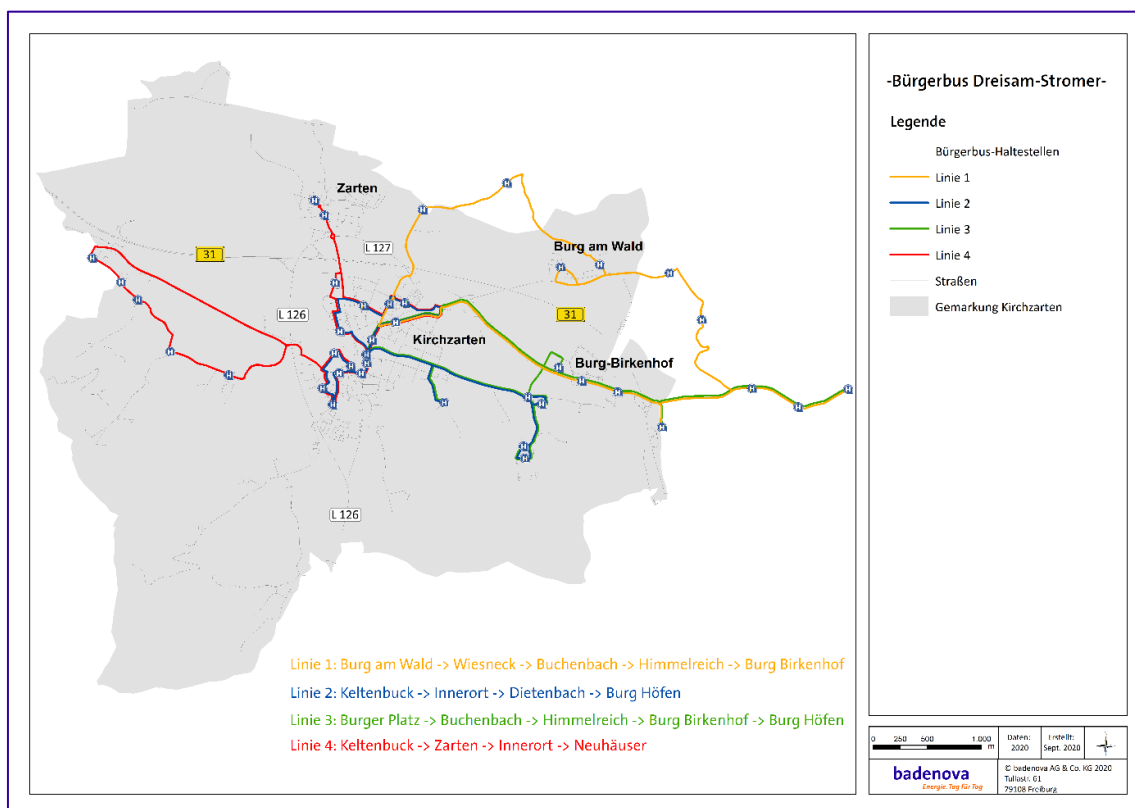 Zarten
L 127
31
Burg am Wald
L 126
31
Kirchzarten
Burg-Birkenhof
L 126
Linie 1: Burg am Wald -> Wiesneck -> Buchenbach -> Himmelreich -> Burg Birkenhof
Linie 2: Keltenbuck -> Innerort -> Dietenbach -> Burg Höfen
Linie 3: Burger Platz -> Buchenbach -> Himmelreich -> Burg Birkenhof -> Burg Höfen
Linie 4: Keltenbuck -> Zarten -> Innerort -> Neuhäuser
-Bürgerbus Dreisam-Stromer-
Legende
Bürgerbus-Haltestellen
Linie 1
Linie 2
Linie 3
Linie 4
Straßen
Gemarkung Kirchzarten
0 250 500 1.000
m
Daten:
2020
Erstellt:
Sept. 2020
badenova
Energie. Tag für Tag
© badenova AG & Co. KG 2020
Tullastr. 61
79108 Freiburg